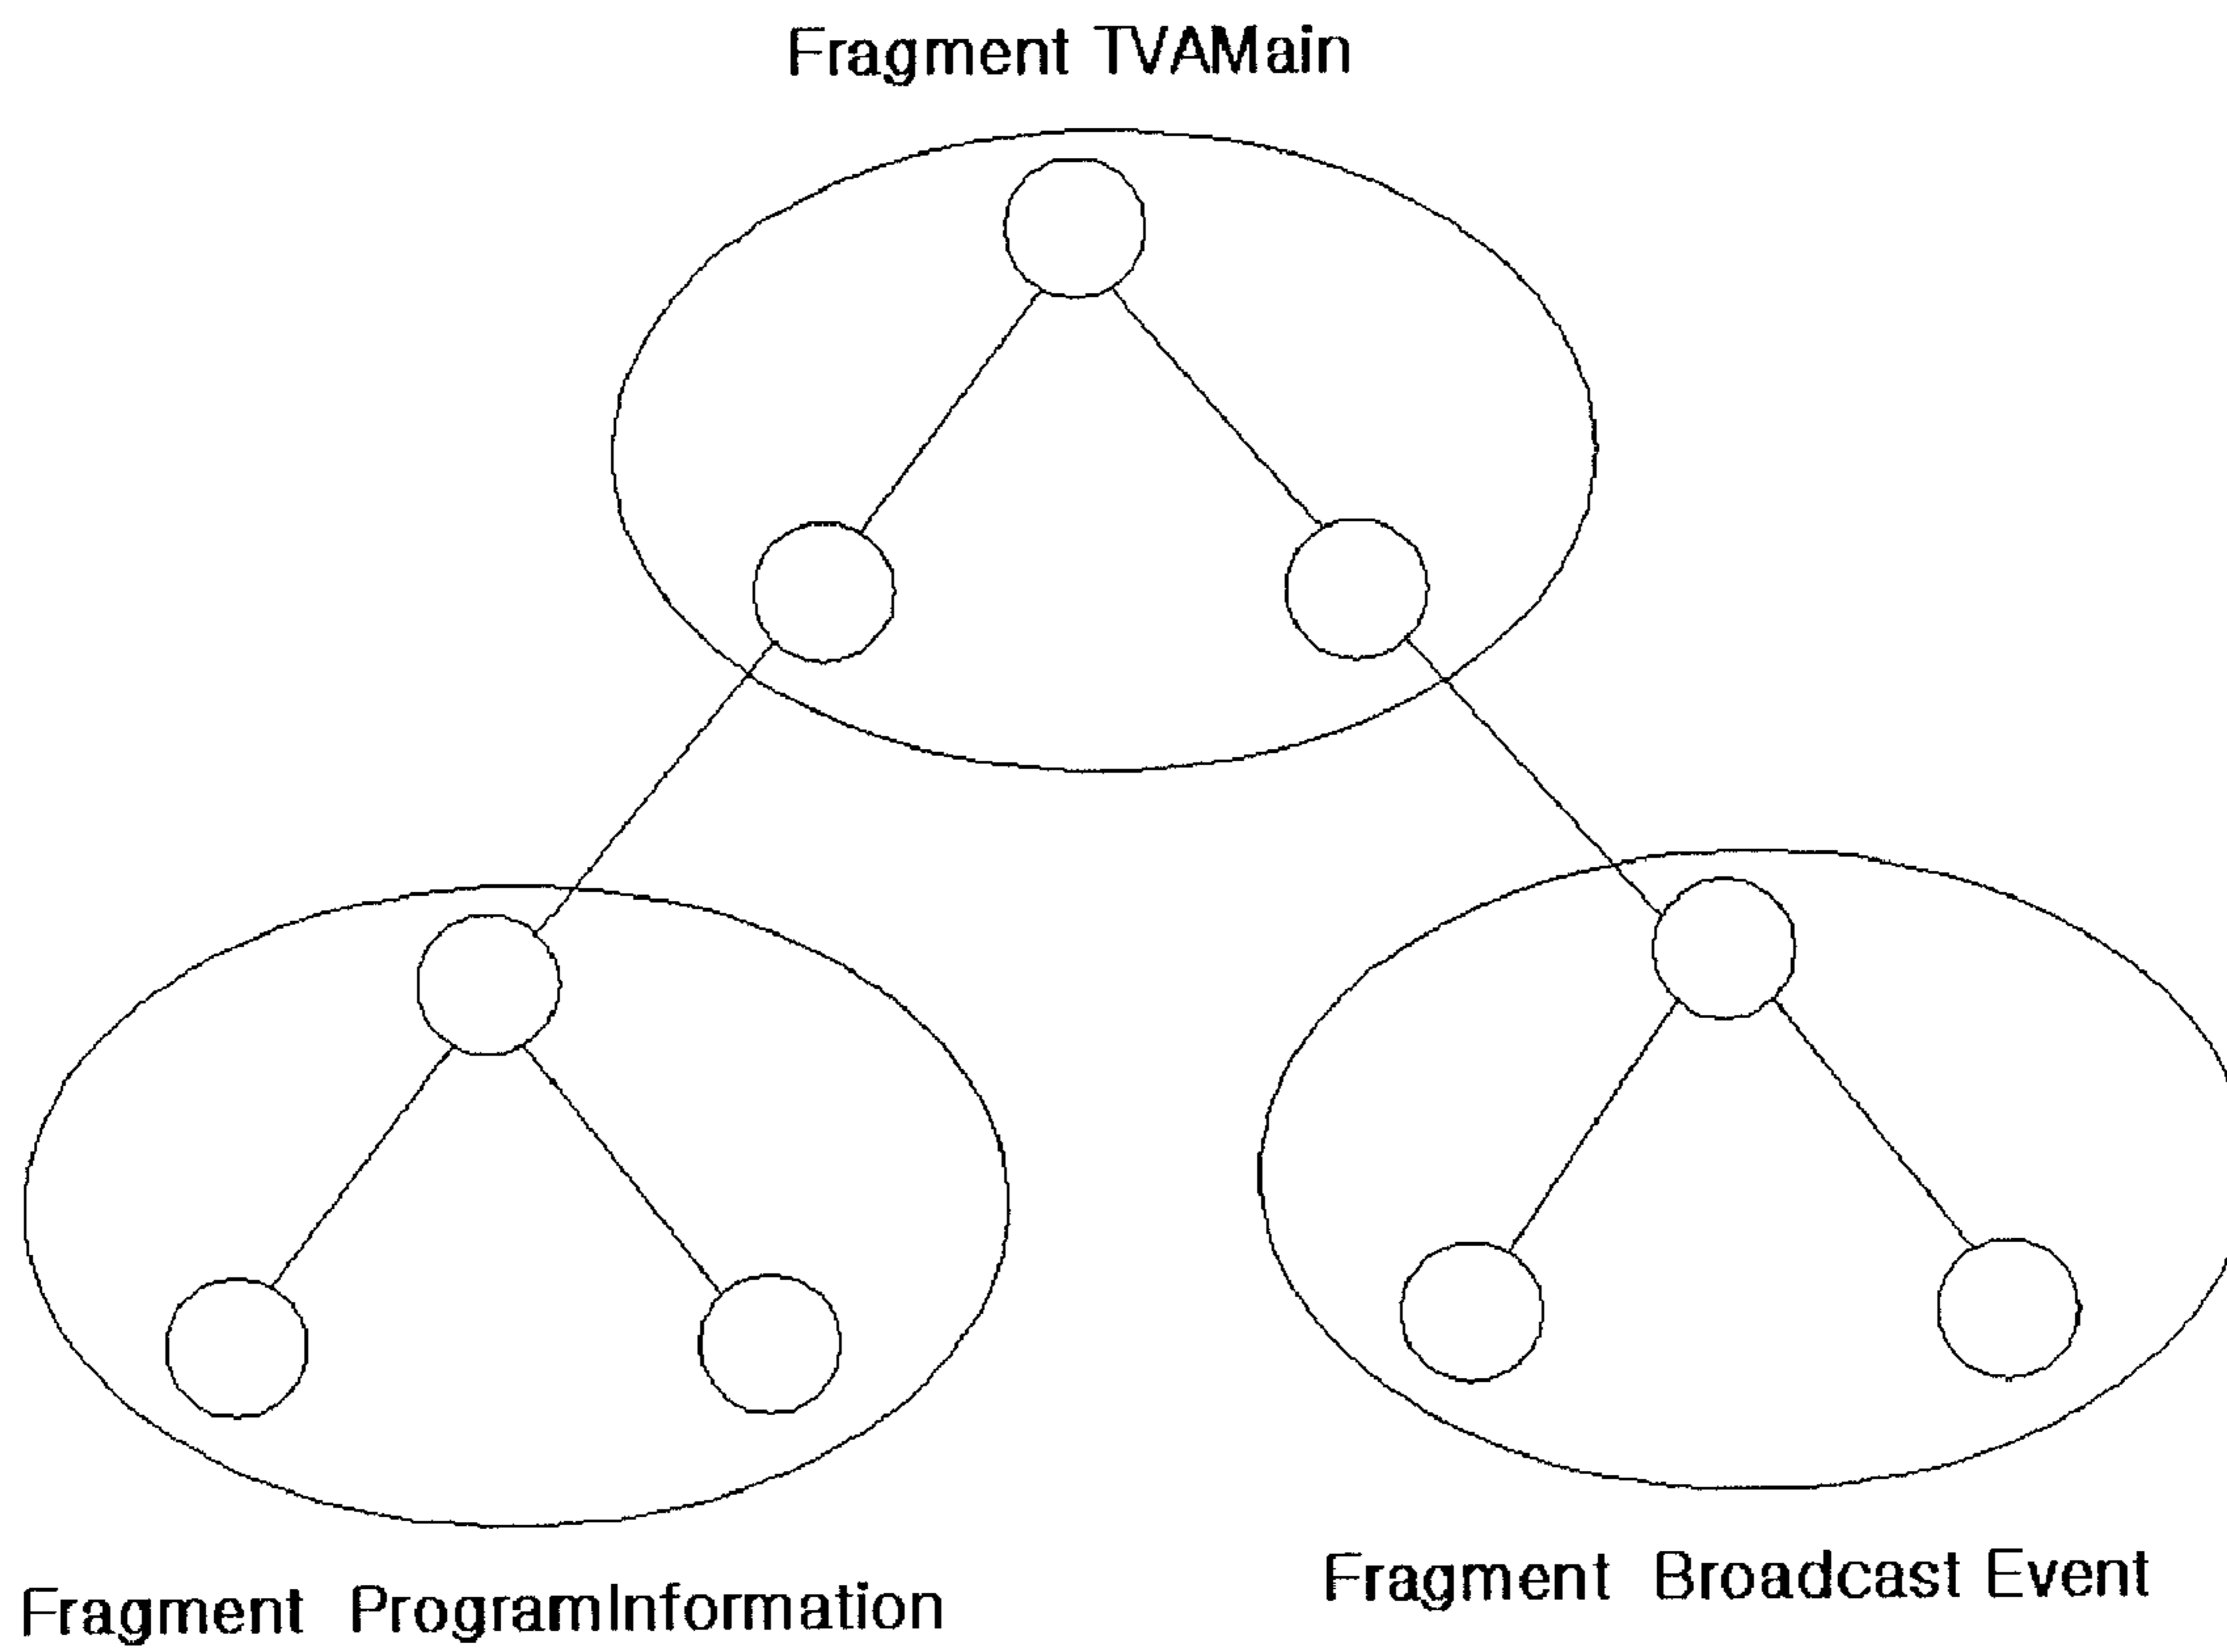 Fragment TVAMain
Fragment ProgramInformation
Fragment Broadcast Event